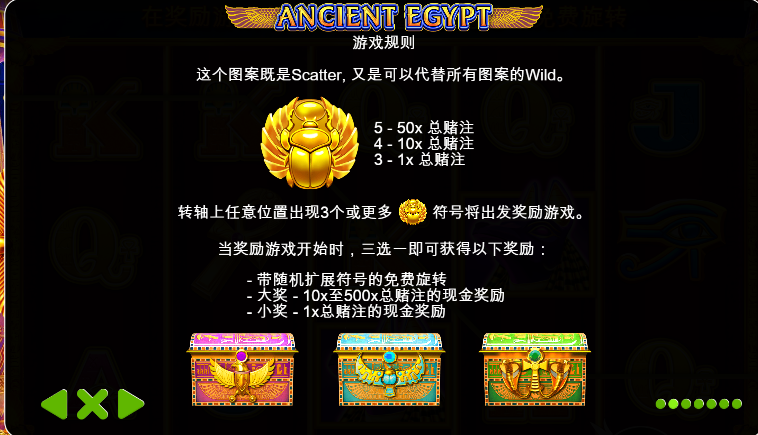 ANCIENT EGYPT
游戏规则
这个图案既是Scatter, 又是可以代替所有图案的Wild。
5 - 50x 总赌注
4 - 10x 总赌注
3 - 1x 总赌注
转轴上任意位置出现3个或更多 符号将出发奖励游戏。
当奖励游戏开始时，三选一即可获得以下奖励：
- 带随机扩展符号的免费旋转
- 大奖 - 10x至500x总赌注的现金奖励
- 小奖 - 1x总赌注的现金奖励